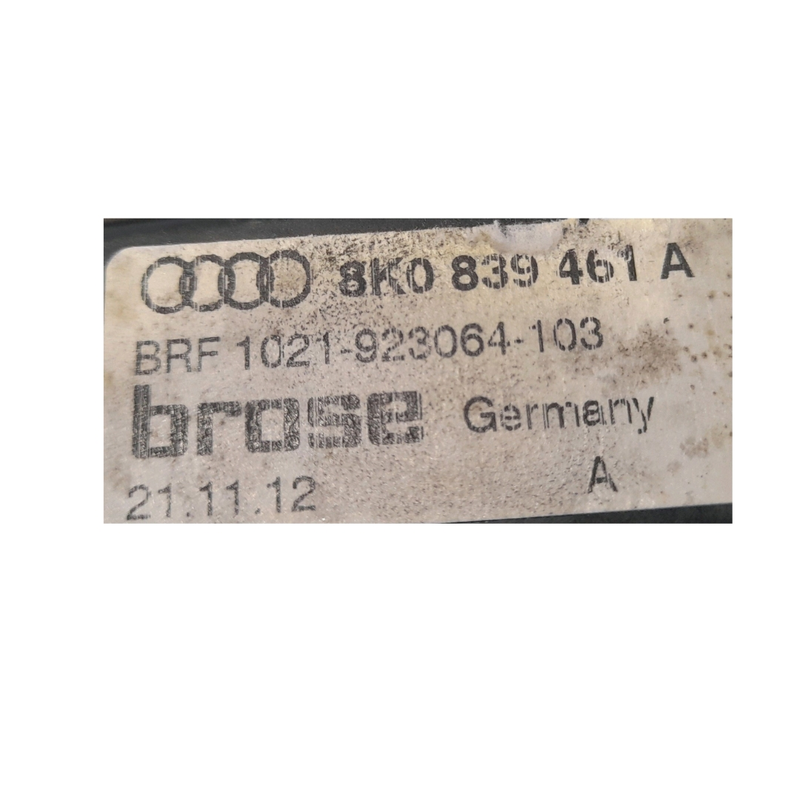 8K0 839 461 A
BRF 1021-923064-103
brose Germany
21.11.12 A